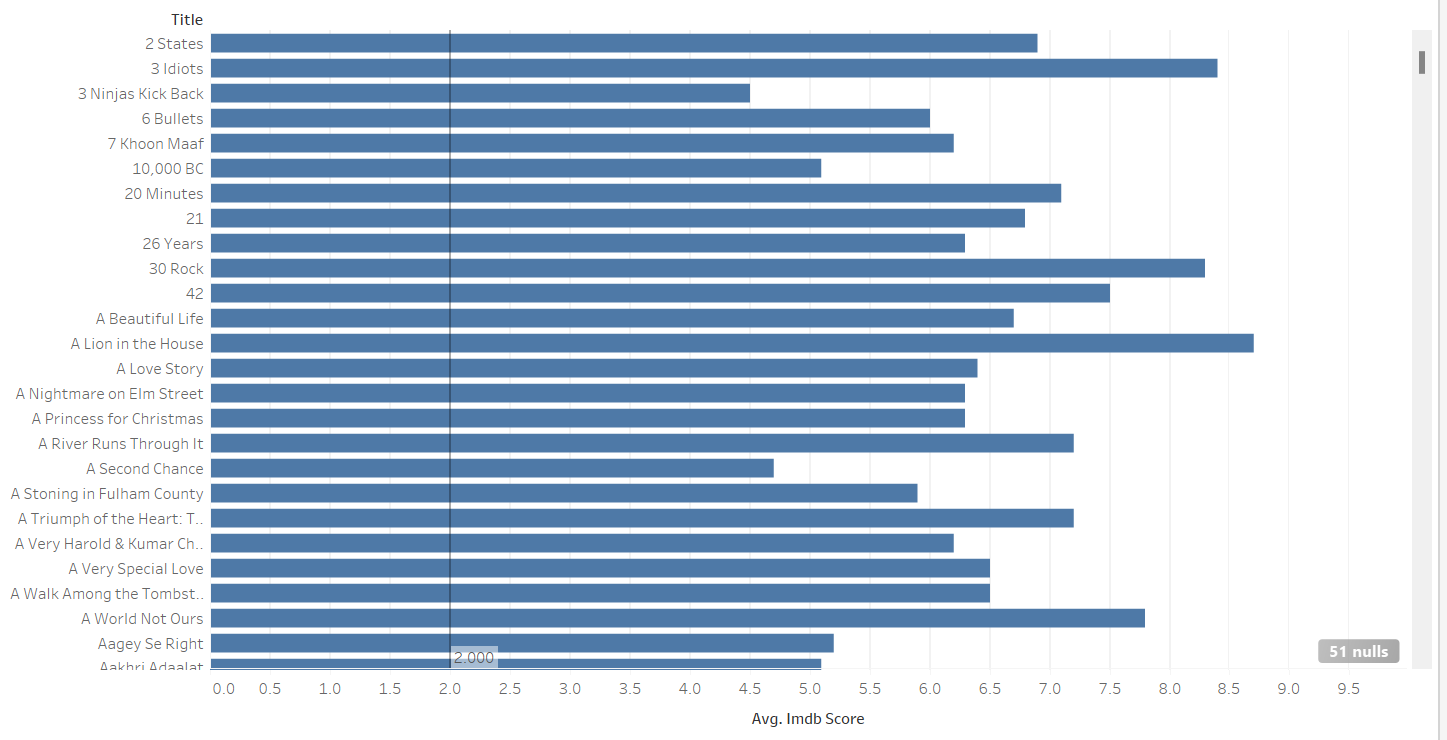 Title
2 States
3 Idiots
3 Ninjas Kick Back
6 Bullets
7 Khoon Maaf
10,000 BC
20 Minutes
21
26 Years
30 Rock
42
A Beautiful Life
A Lion in the House
A Love Story
A Nightmare on Elm Street
A Princess for Christmas
A River Runs Through It
A Second Chance
A Stoning in Fulham County
A Triumph of the Heart: T..
A Very Harold & Kumar Ch..
A Very Special Love
A Walk Among the Tombst..
A World Not Ours
Aagey Se Right
Aakhri Adaalat
2.000
51 nulls
0.0 0.5 1.0 1.5 2.0 2.5 3.0 3.5 4.0 4.5 5.0 5.5 6.0 6.5 7.0 7.5 8.0 8.5 9.0 9.5
Avg. Imdb Score